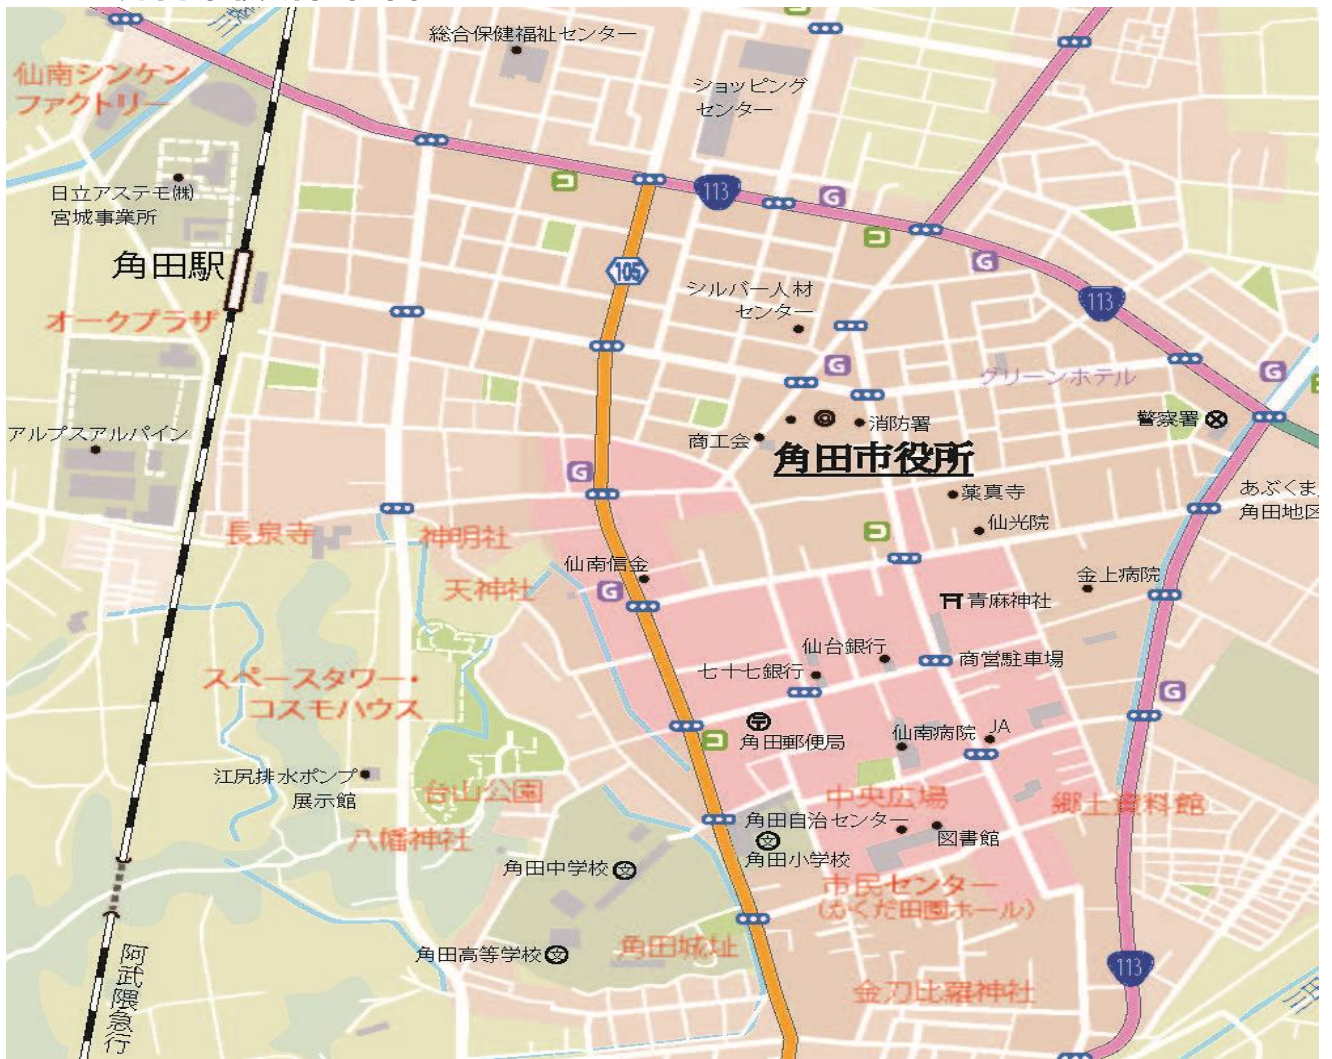 総合保健福祉センター
仙南シンケン
ファクトリー
ショッピング
センター
日立アステモ㈱
宮城事業所
113
G
角田駅
105
G
シルバー人材
センター
113
オークプラザ
G
グリーンホテル
G
アルプスアルパイン
商工会
消防署
警察署
角田市役所
G
薬真寺
あぶくま
角田地区
長泉寺
神明社
仙光院
仙南信金
天神社
G
金上病院
青麻神社
仙台銀行
商営駐車場
スペースタワー・
コスモハウス
七十七銀行
G
角田郵便局
仙南病院
JA
江尻排水ポンプ
展示館
台山公園
中央広場
郷土資料館
八幡神社
角田自治センター
図書館
角田小学校
文
角田中学校
文
市民センター
(かくだ田園ホール)
角田高等学校
文
角田城址
阿武隈急行
113
金刀比羅神社